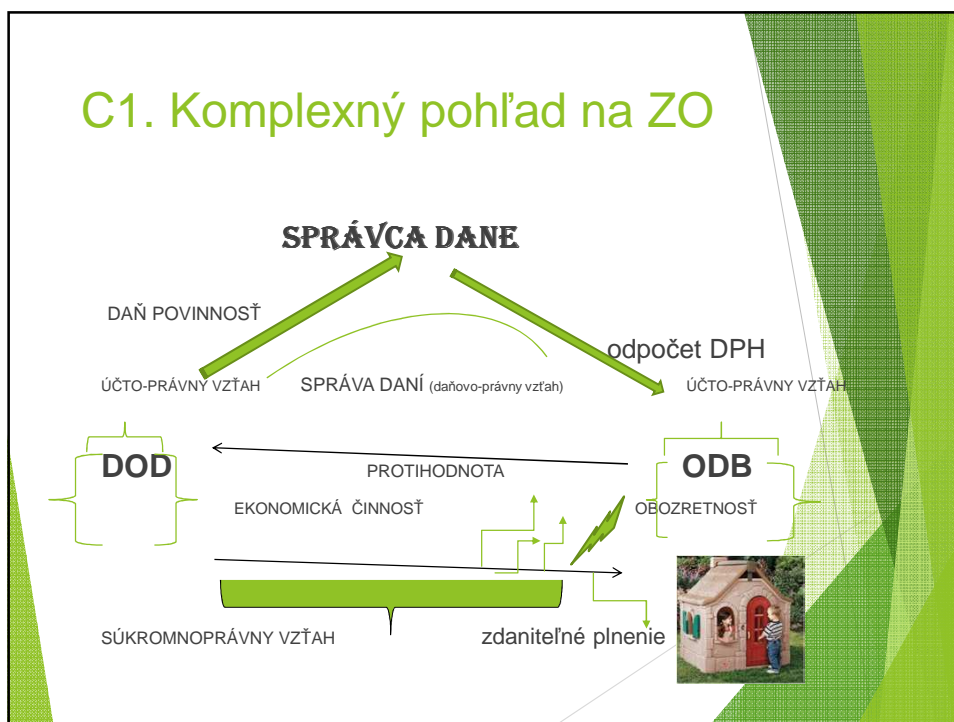 C1. Komplexný pohľad na ZO
SPRÁVCA DANE
DAŇ POVINNOSŤ
odpočet DPH
ÚČTO-PRÁVNY VZŤAH
SPRÁVA DANÍ (daňovo-právny vzťah)
ÚČTO-PRÁVNY VZŤAH
DOD
PROTIHODNOTA
ODB
EKONOMICKÁ ČINNOSŤ
OBOZRETNOSŤ
SÚKROMNOPRÁVNY VZŤAH
zdaniteľné plnenie